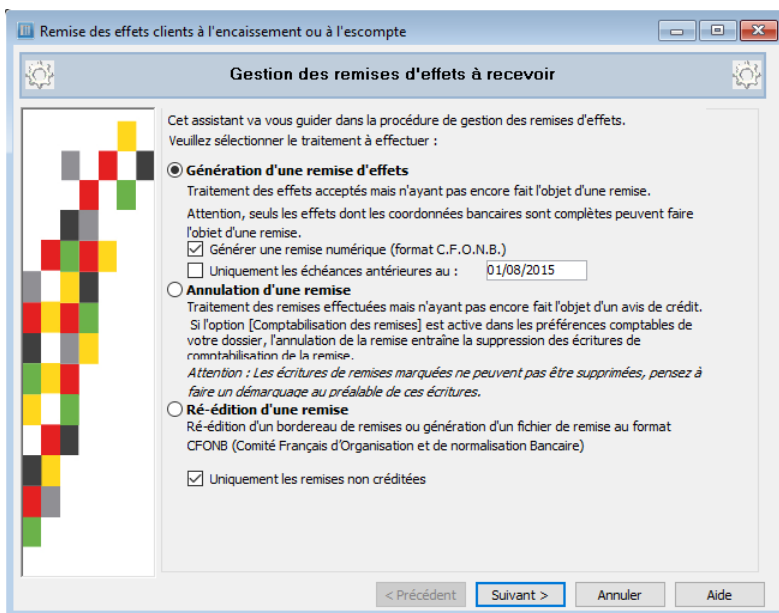 Remise des effets clients à l'encaissement ou à l'escompte
Gestion des remises d'effets à recevoir
Cet assistant va vous guider dans la procédure de gestion des remises d'effets.
Veuillez sélectionner le traitement à effectuer :
Génération d'une remise d'effets
Traitement des effets acceptés mais n'ayant pas encore fait l'objet d'une remise.
Attention, seuls les effets dont les coordonnées bancaires sont complètes peuvent faire
l'objet d'une remise.
Générer une remise numérique (format C.F.O.N.B.)
Uniquement les échéances antérieures au : 01/08/2015
Annulation d'une remise
Traitement des remises effectuées mais n'ayant pas encore fait l'objet d'un avis de crédit.
Si l'option [Comptabilisation des remises] est active dans les préférences comptables de
votre dossier, l'annulation de la remise entraîne la suppression des écritures de
comptabilisation de la remise.
Attention : Les écritures de remises marquées ne peuvent pas être supprimées, pensez à
faire un démarquage au préalable de ces écritures.
Ré-édition d'une remise
Ré-édition d'un bordereau de remises ou génération d'un fichier de remise au format
CFONB (Comité Français d'Organisation et de normalisation Bancaire)
Uniquement les remises non créditées
< Précédent Suivant > Annuler Aide